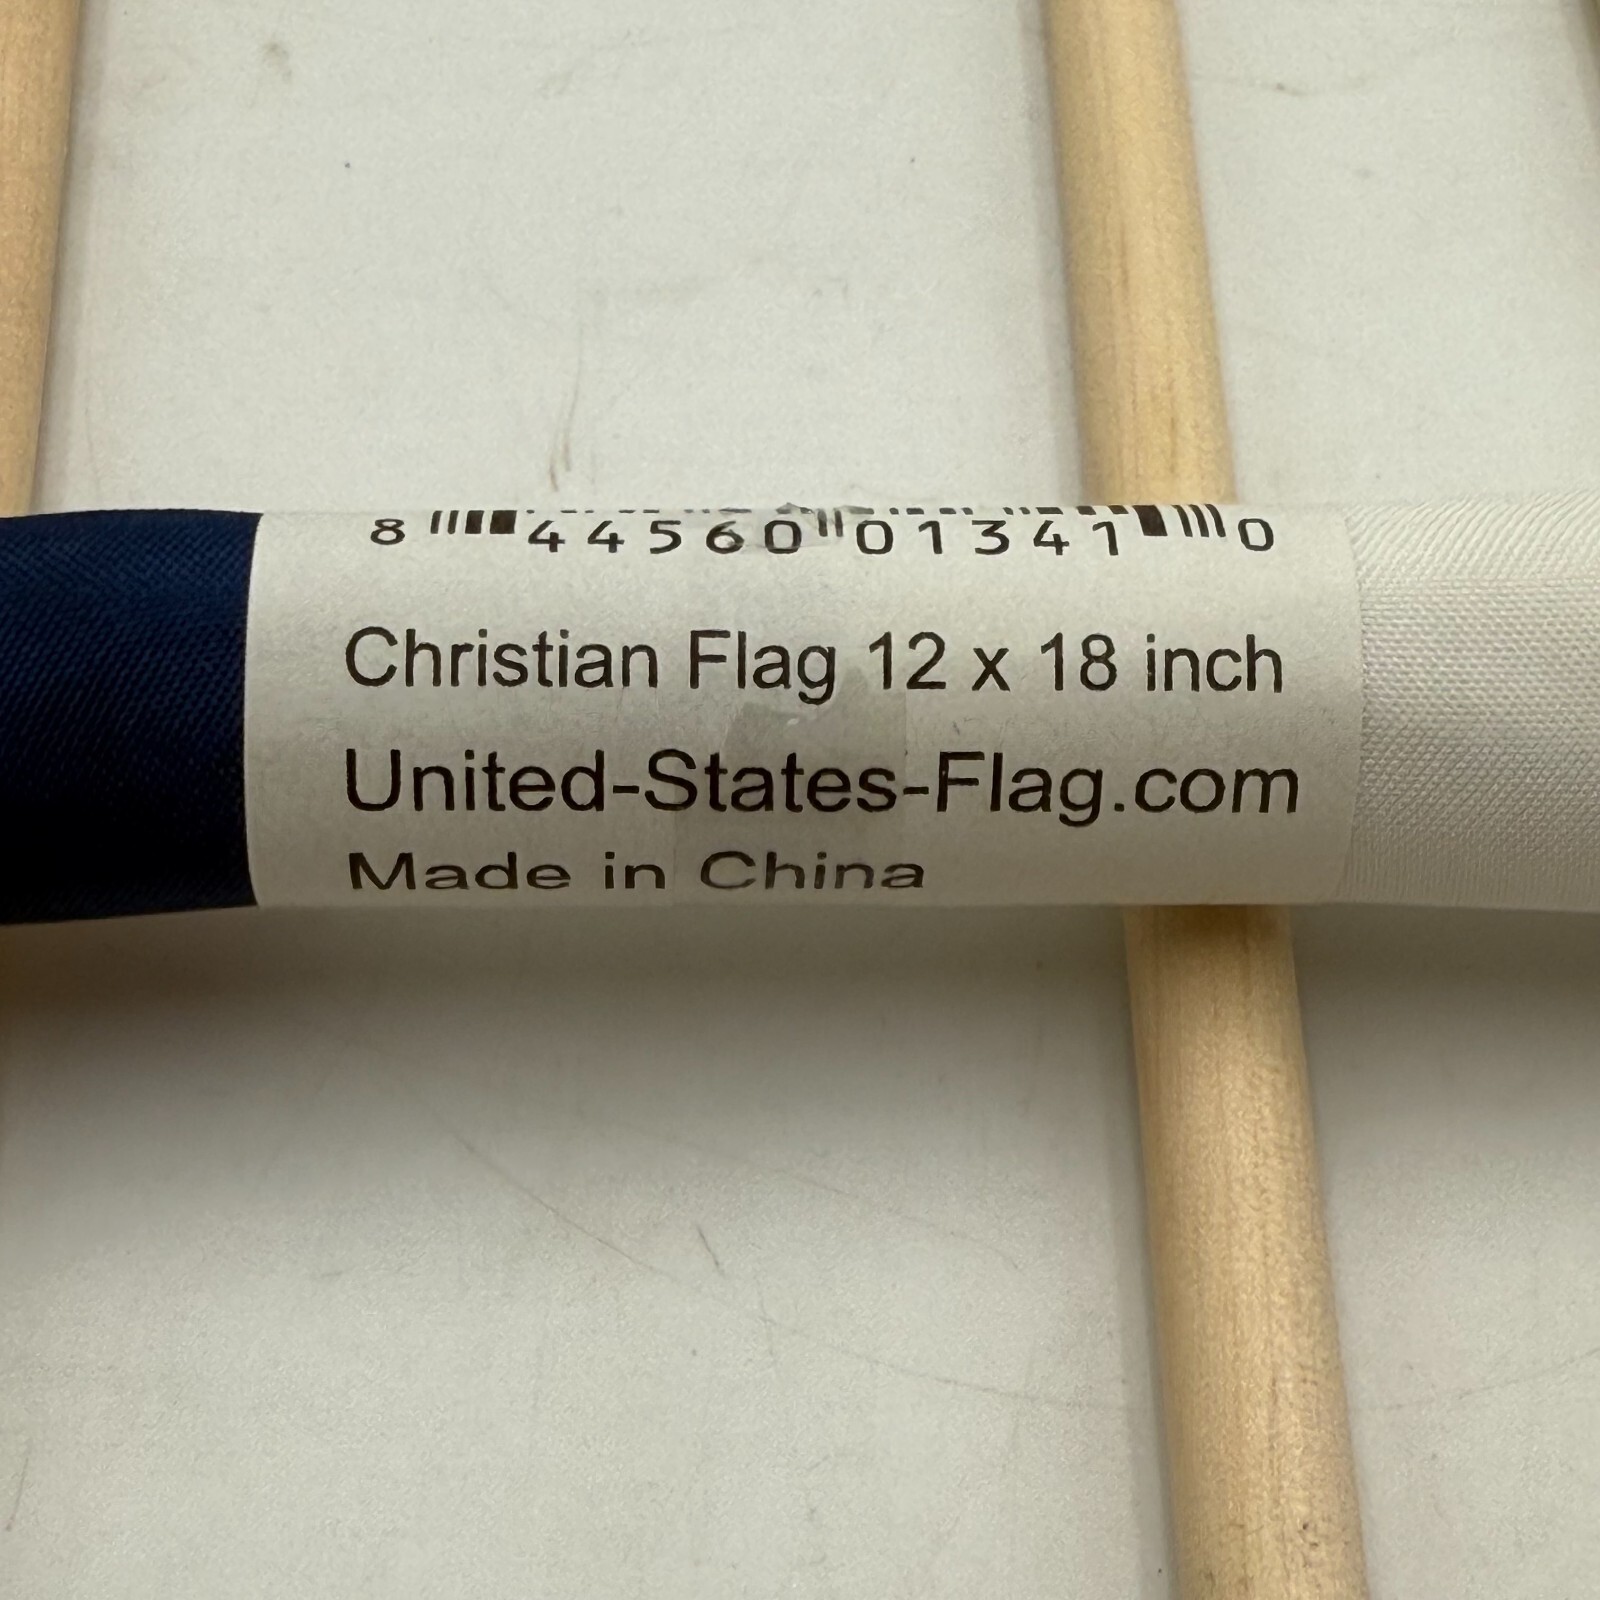 8 44560 01341 0
Christian Flag 12 x 18 inch
United-States-Flag.com
Made in China